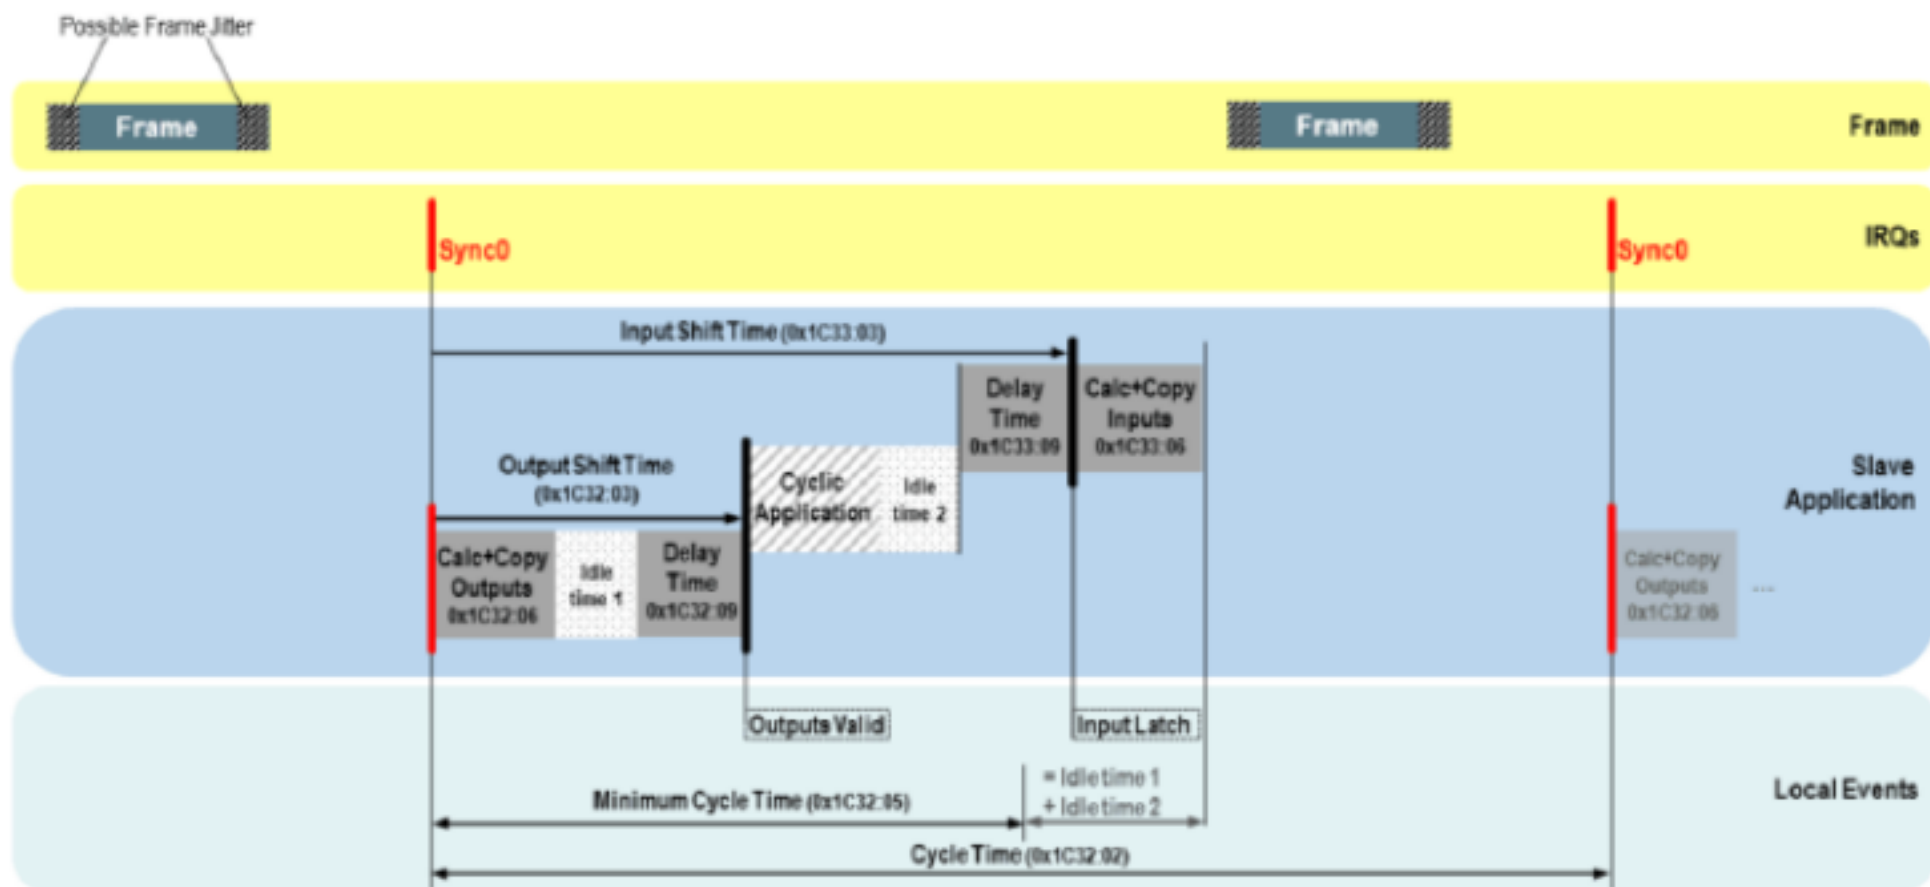 Possible Frame Jitter
Frame
Frame
Frame
Sync0
Sync0
IRQs
Input Shift Time (0x1C33:03)
Delay
Time
0x1C33:09
Calc+Copy
Inputs
0x1C33:06
Output Shift Time
(0x1C32:03)
Cyclic
Application
Idle
time 2
Slave
Application
Calc+Copy
Outputs
0x1C32:06
Idle
time 1
Delay
Time
0x1C32:09
Calc+Copy
Outputs
0x1C32:06
...
Outputs Valid
Input Latch
= Idle time 1
+ Idle time 2
Minimum Cycle Time (0x1C32:05)
Local Events
Cycle Time (0x1C32:02)